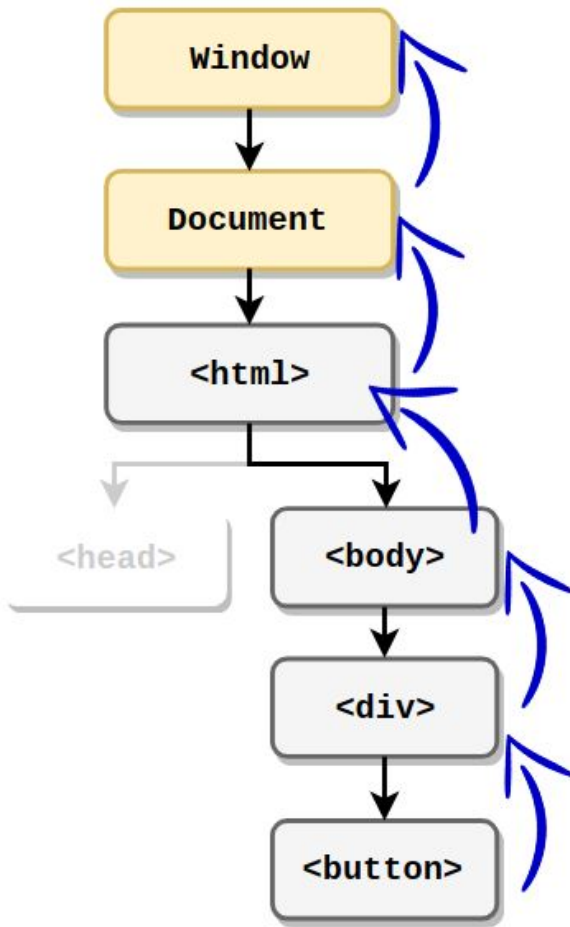 Window
Document
<html>
<head>
<body>
<div>
<button>